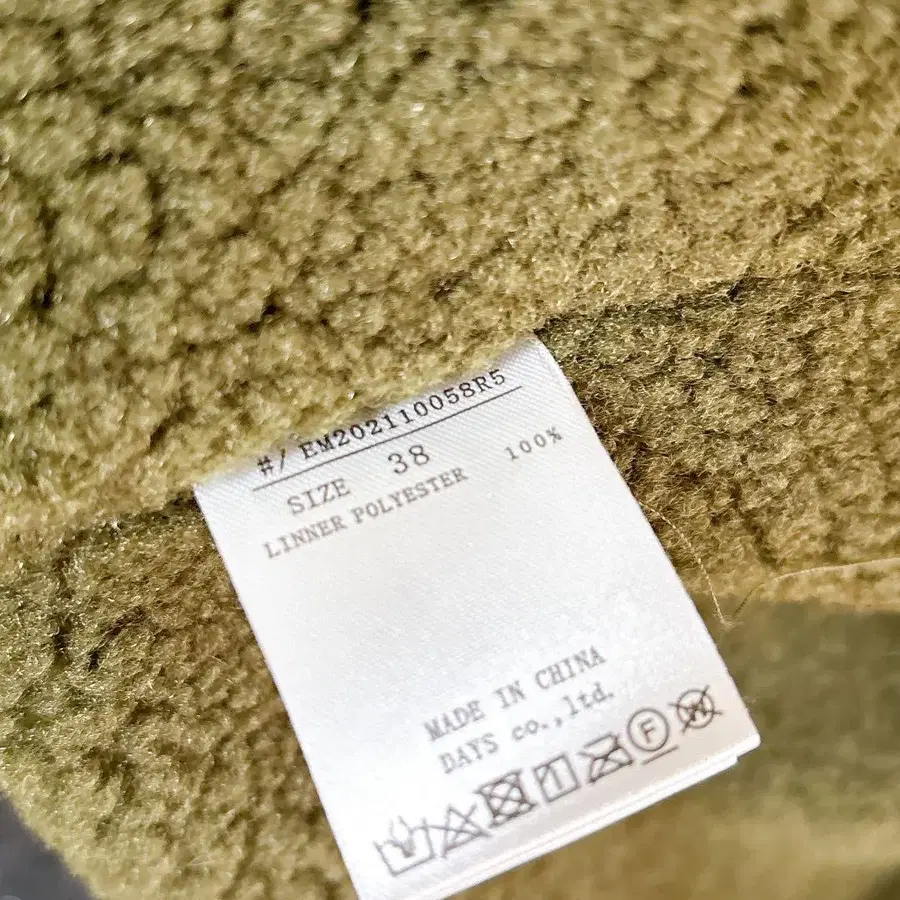 #/ EM202110058R5
SIZE 38
LINNER POLYESTER 100%
MADE IN CHINA
DAYS co.,ltd.
F